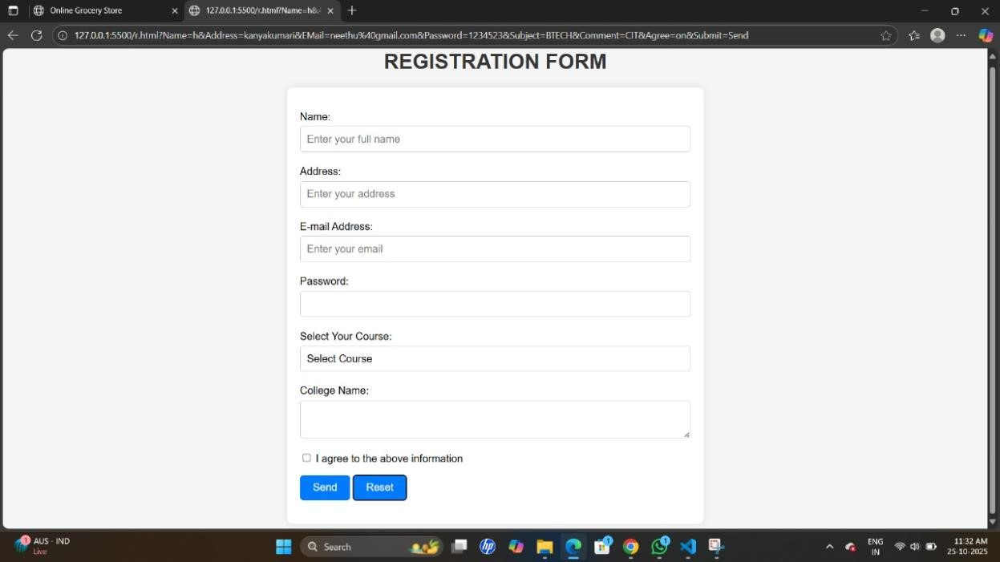 Online Grocery Store
127.0.0.1:5500/r.html?Name=h&
127.0.0.1:5500/r.html?Name=h&Address=kanyakumari&EMail=neethu%40gmail.com&Password=1234523&Subject=BTECH&Comment=CIT&Agree=on&Submit=Send
REGISTRATION FORM
Name:
Enter your full name
Address:
Enter your address
E-mail Address:
Enter your email
Password:
Select Your Course:
Select Course
College Name:
I agree to the above information
Send Reset
1 AUS - IND
Live
Search
1
1
ENG
IN
11:32 AM
25-10-2025